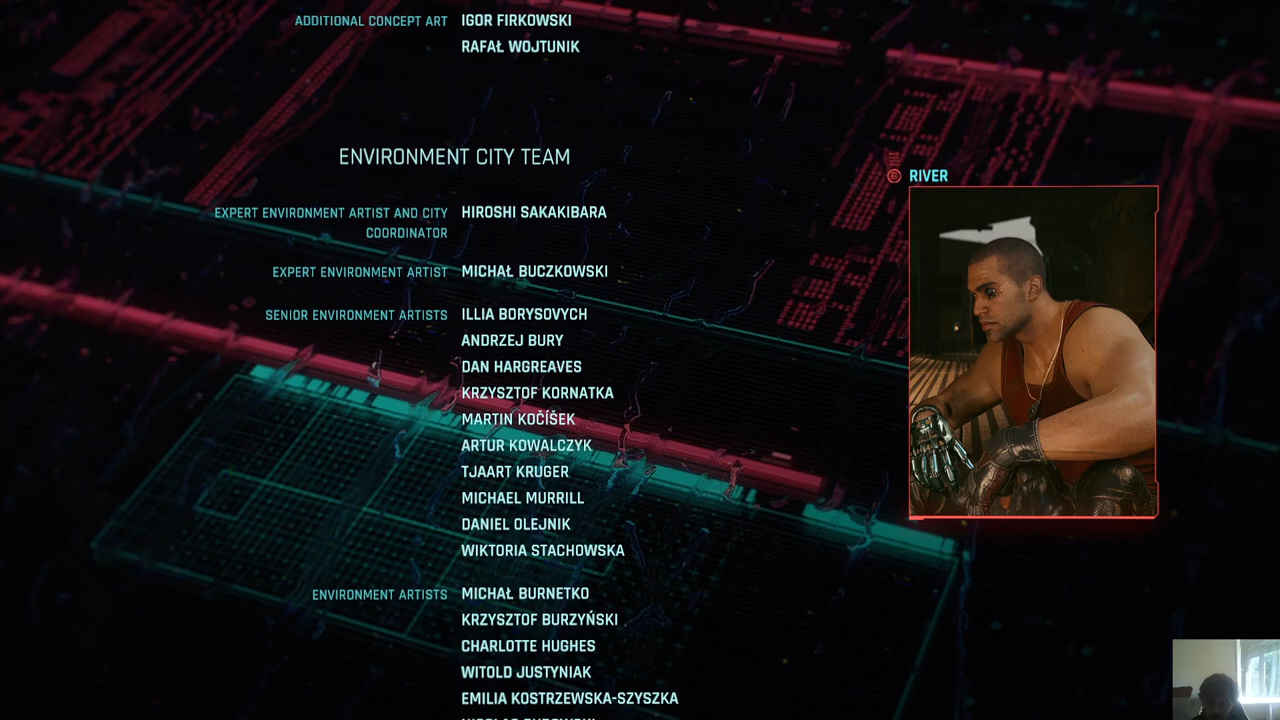 ADDITIONAL CONCEPT ART IGOR FIRKOWSKI
RAFAŁ WOJTUNIK
ENVIRONMENT CITY TEAM
RIVER
EXPERT ENVIRONMENT ARTIST AND CITY COORDINATOR HIROSHI SAKAKIBARA
EXPERT ENVIRONMENT ARTIST MICHAŁ BUCZKOWSKI
SENIOR ENVIRONMENT ARTISTS ILLIA BORYSOVYCH
ANDRZEJ BURY
DAN HARGREAVES
KRZYSZTOF KORNATKA
MARTIN KOČÍŠEK
ARTUR KOWALCZYK
TJAART KRUGER
MICHAEL MURRILL
DANIEL OLEJNIK
WIKTORIA STACHOWSKA
ENVIRONMENT ARTISTS MICHAŁ BURNETKO
KRZYSZTOF BURZYŃSKI
CHARLOTTE HUGHES
WITOLD JUSTYNIAK
EMILIA KOSTRZEWSKA-SZYSZKA